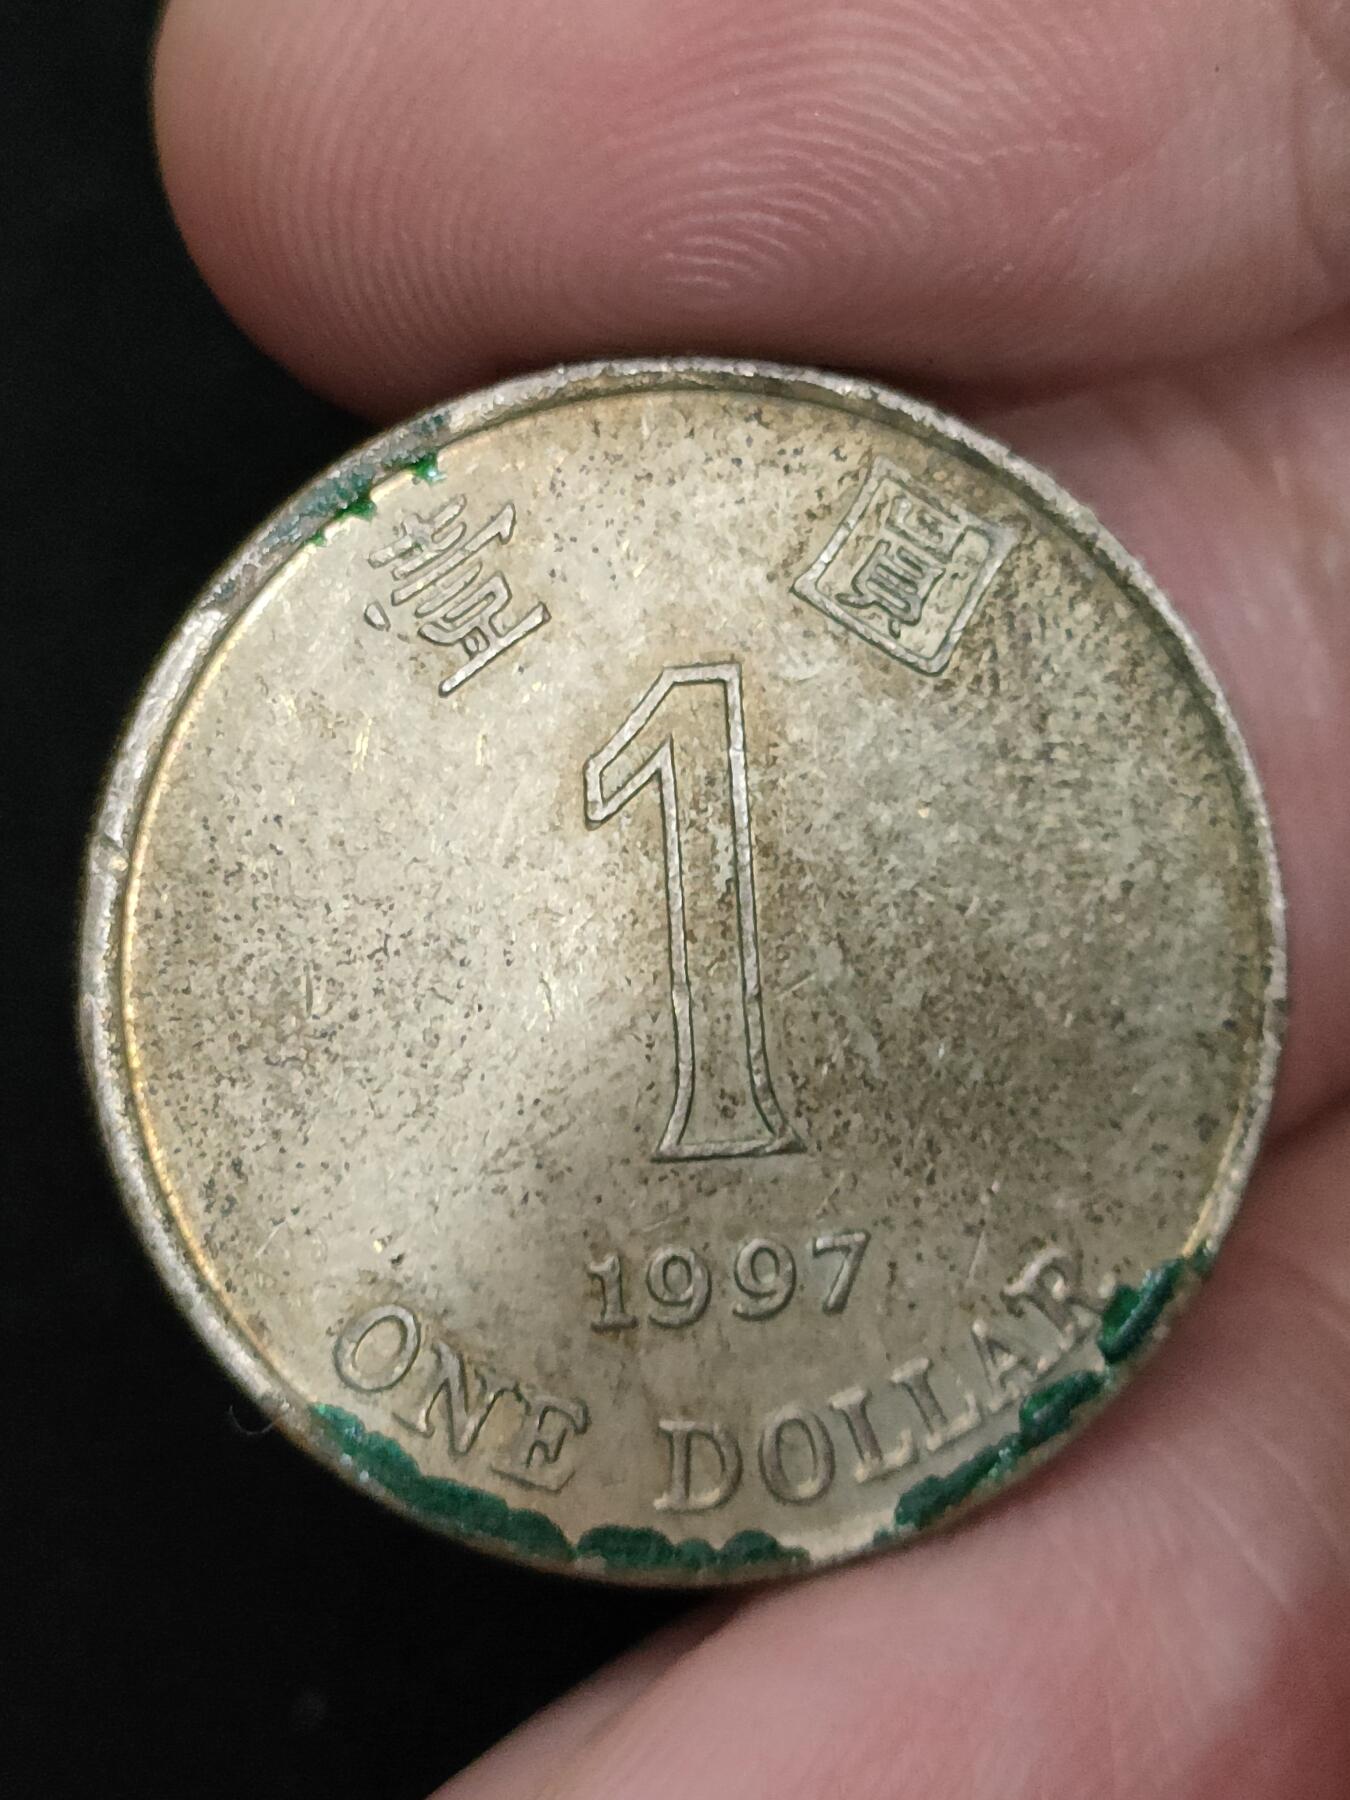 壹 圓
1
1997
ONE DOLLAR